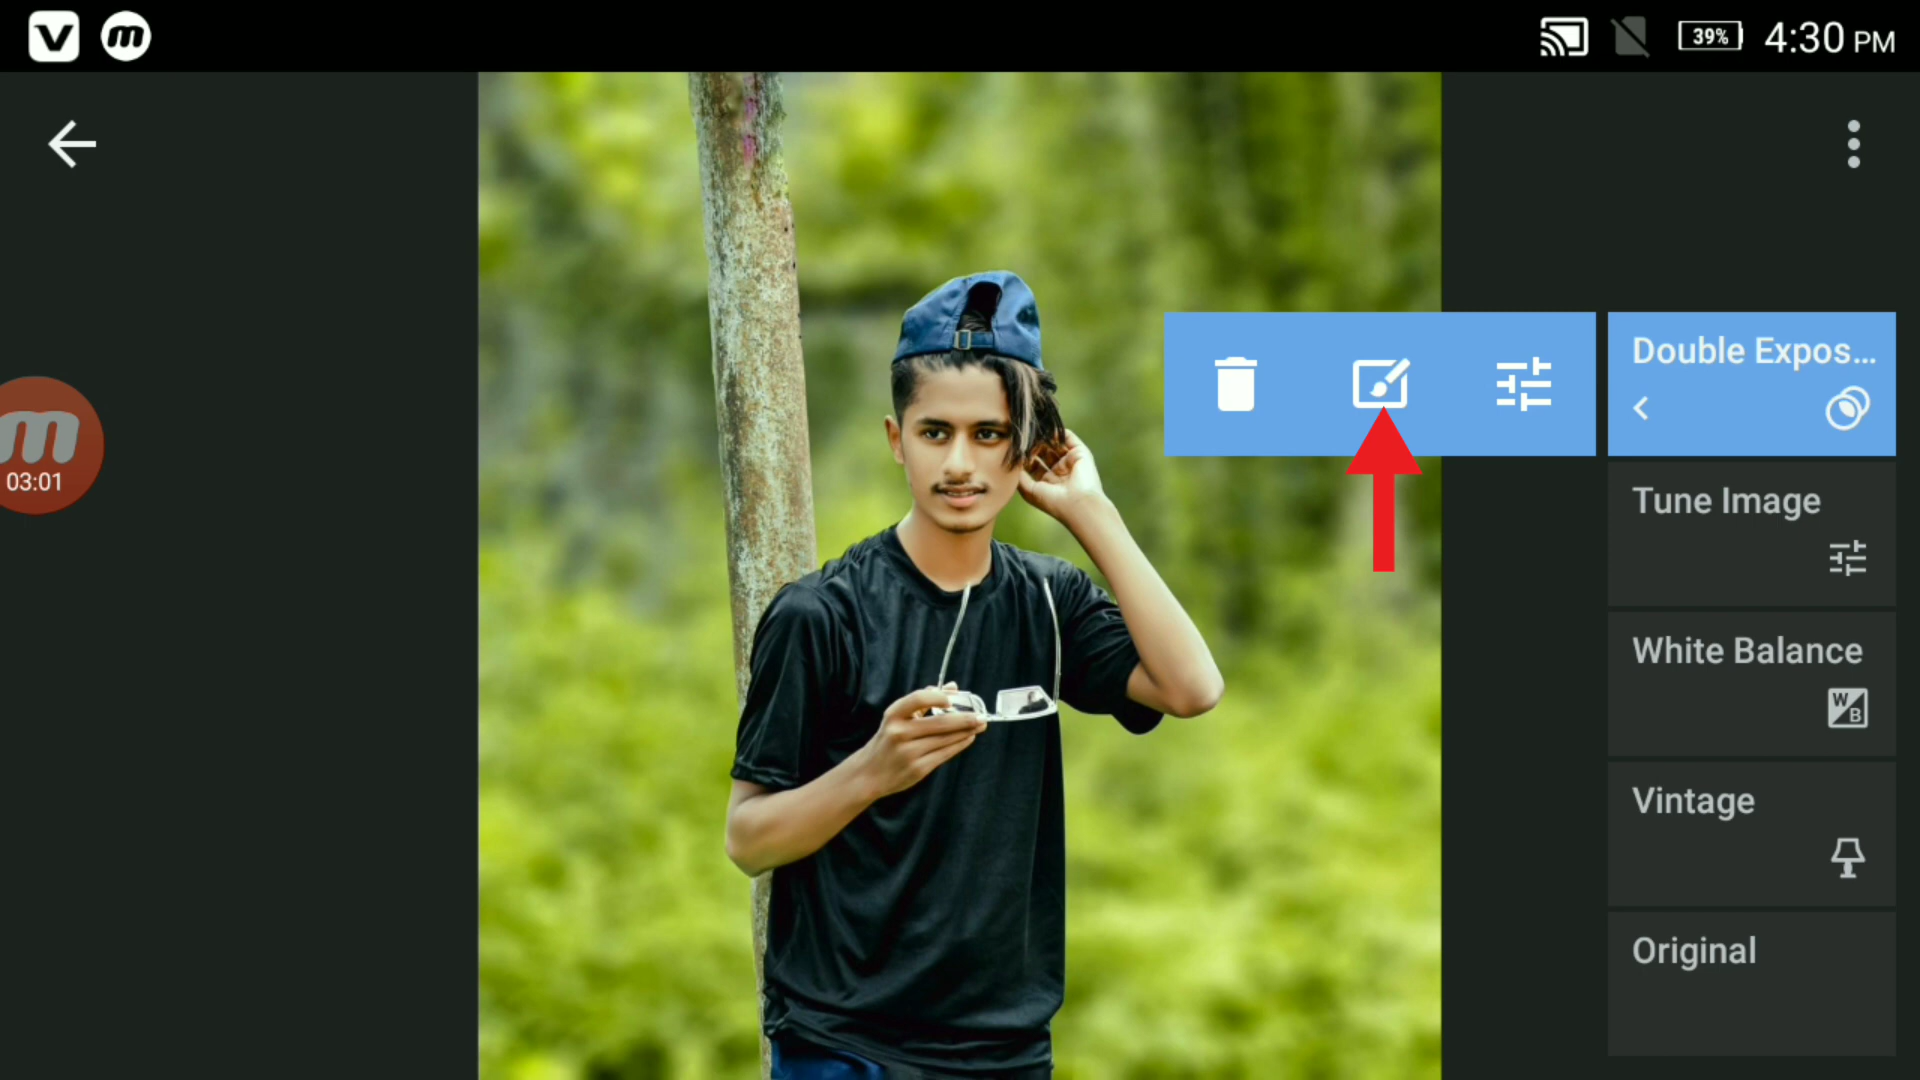 V m 39% 4:30 PM
m
03:01
Double Expos...
Tune Image
White Balance
W B
Vintage
Original